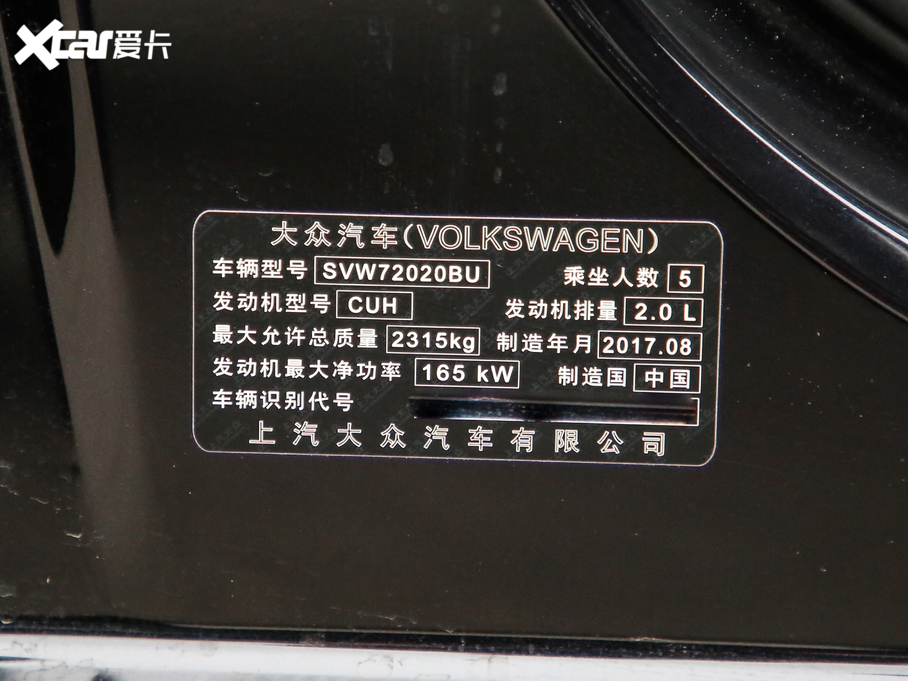 Xcar爱卡
大众汽车(VOLKSWAGEN)
车辆型号 SVW72020BU 乘坐人数 5
发动机型号 CUH 发动机排量 2.0 L
最大允许总质量 2315kg 制造年月 2017.08
发动机最大净功率 165 kW 制造国 中国
车辆识别代号
上汽大众汽车有限公司